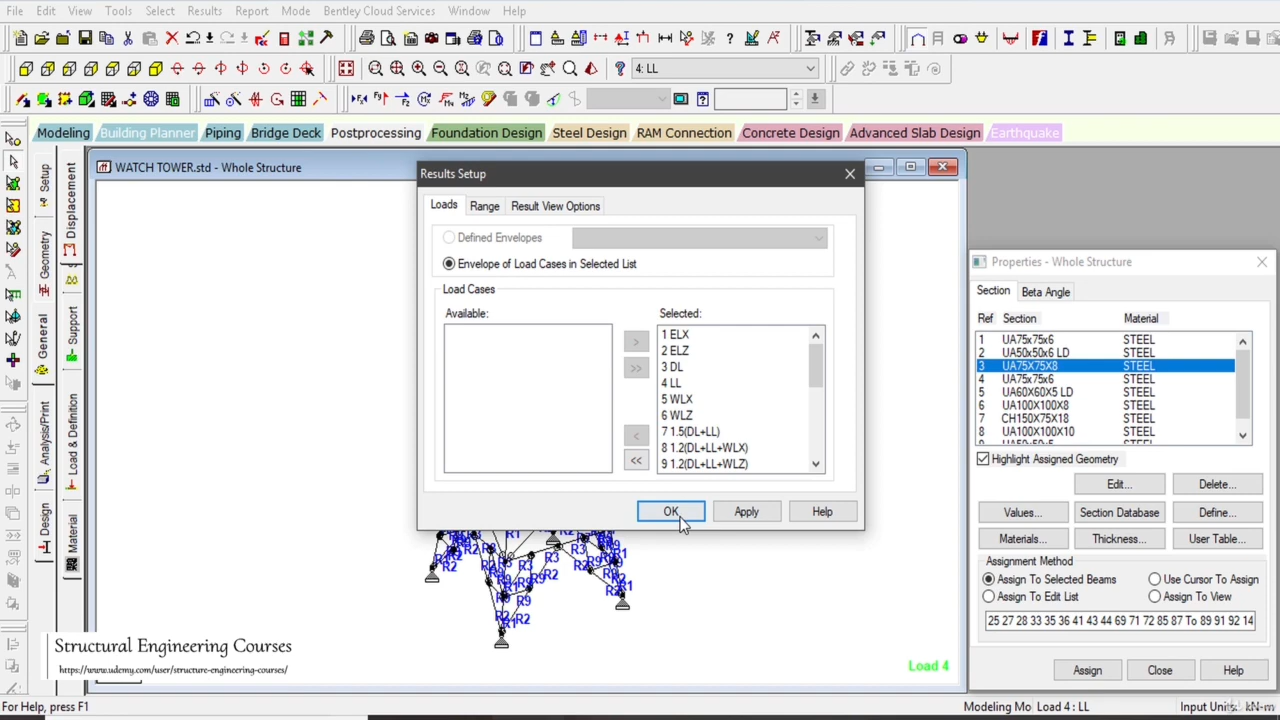 File Edit View Tools Select Results Report Mode Bentley Cloud Services Window Help
4: LL
Modeling Building Planner Piping Bridge Deck Postprocessing Foundation Design Steel Design RAM Connection Concrete Design Advanced Slab Design Earthquake
Setup
Geometry
General
Analysis/Print
Design
Displacement
Support
Load & Definition
Material
WATCH TOWER.std - Whole Structure
Results Setup
Loads Range Result View Options
Defined Envelopes
Envelope of Load Cases in Selected List
Load Cases
Available:
Selected:
1 ELX
2 ELZ
3 DL
4 LL
5 WLX
6 WLZ
7 1.5(DL+LL)
8 1.2(DL+LL+WLX)
9 1.2(DL+LL+WLZ)
> >> < <<
OK Apply Help
Load 4
Properties - Whole Structure
Section Beta Angle
Ref Section Material
1 UA75x75x6 STEEL
2 UA50x50x6 LD STEEL
3 UA75X75X8 STEEL
4 UA75x75x6 STEEL
5 UA60X60X5 LD STEEL
6 UA100X100X8 STEEL
7 CH150X75X18 STEEL
8 UA100X100X10 STEEL
Highlight Assigned Geometry
Edit... Delete...
Values... Section Database Define...
Materials... Thickness... User Table...
Assignment Method
Assign To Selected Beams Use Cursor To Assign
Assign To Edit List Assign To View
25 27 28 33 35 36 41 43 44 69 71 72 85 87 To 89 91 92 14
Assign Close Help
Structural Engineering Courses
https://www.udemy.com/user/structure-engineering-courses/
For Help, press F1
Modeling Mo Load 4 : LL Input Units: kN-m